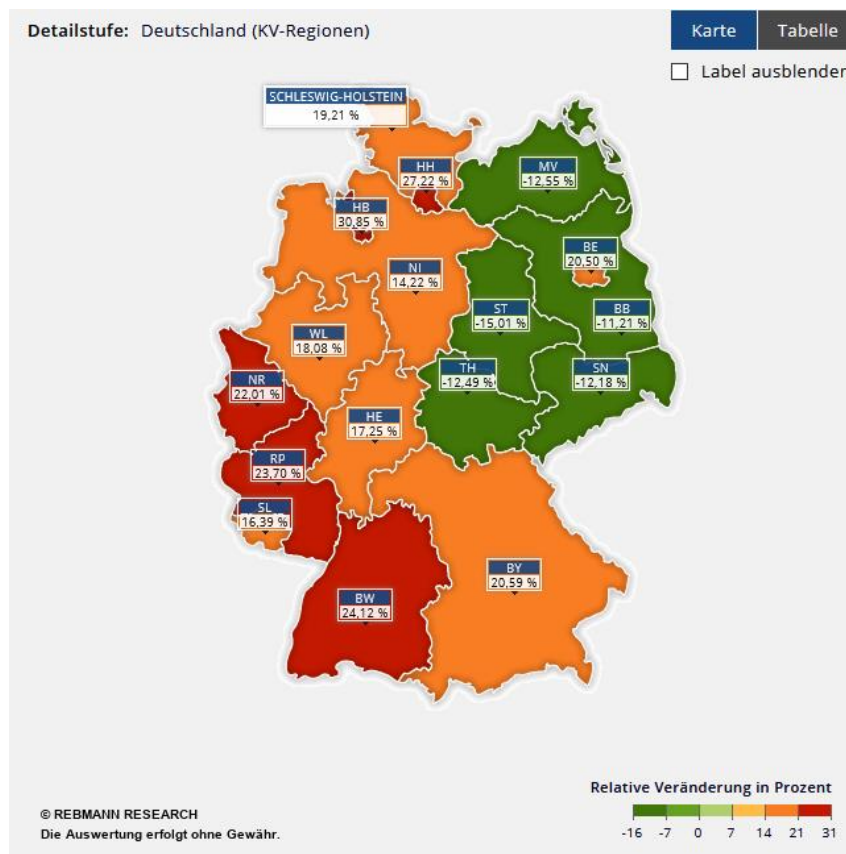 Detailstufe: Deutschland (KV-Regionen)
Karte
Tabelle
Label ausblenden
SCHLESWIG-HOLSTEIN
19,21 %
HH
27,22 %
MV
-12,55 %
HB
30,85 %
BE
20,50 %
NI
14,22 %
ST
-15,01 %
BB
-11,21 %
WL
18,08 %
TH
-12,49 %
SN
-12,18 %
NR
22,01 %
HE
17,25 %
RP
23,70 %
SL
16,39 %
BY
20,59 %
BW
24,12 %
Relative Veränderung in Prozent
-16 -7 0 7 14 21 31
© REBMANN RESEARCH
Die Auswertung erfolgt ohne Gewähr.